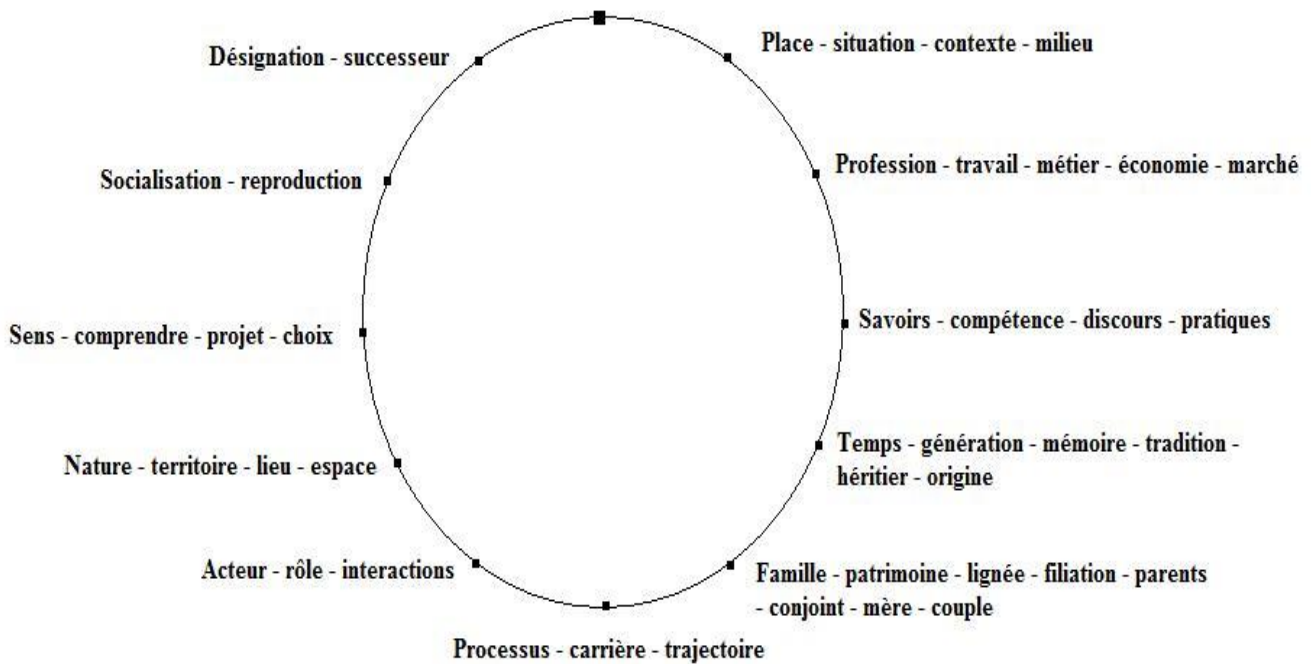 Place - situation - contexte - milieu
Profession - travail - métier - économie - marché
Savoirs - compétence - discours - pratiques
Temps - génération - mémoire - tradition -
héritier - origine
Famille - patrimoine - lignée - filiation - parents
- conjoint - mère - couple
Processus - carrière - trajectoire
Acteur - rôle - interactions
Nature - territoire - lieu - espace
Sens - comprendre - projet - choix
Socialisation - reproduction
Désignation - successeur